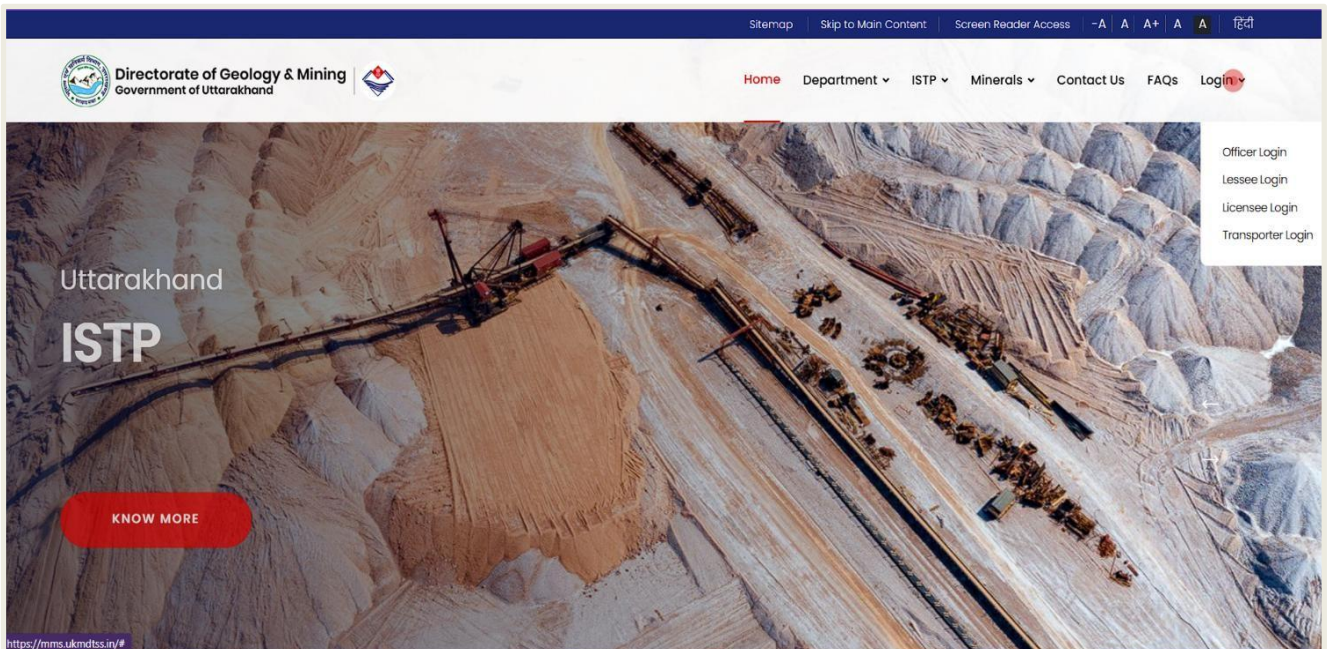 Sitemap Skip to Main Content Screen Reader Access -A A A+ A A हिंदी
Directorate of Geology & Mining
Government of Uttarakhand
Home Department ISTP Minerals Contact Us FAQs Login
Officer Login
Lessee Login
Licensee Login
Transporter Login
Uttarakhand
ISTP
KNOW MORE
https://mms.ukmdtss.in/#